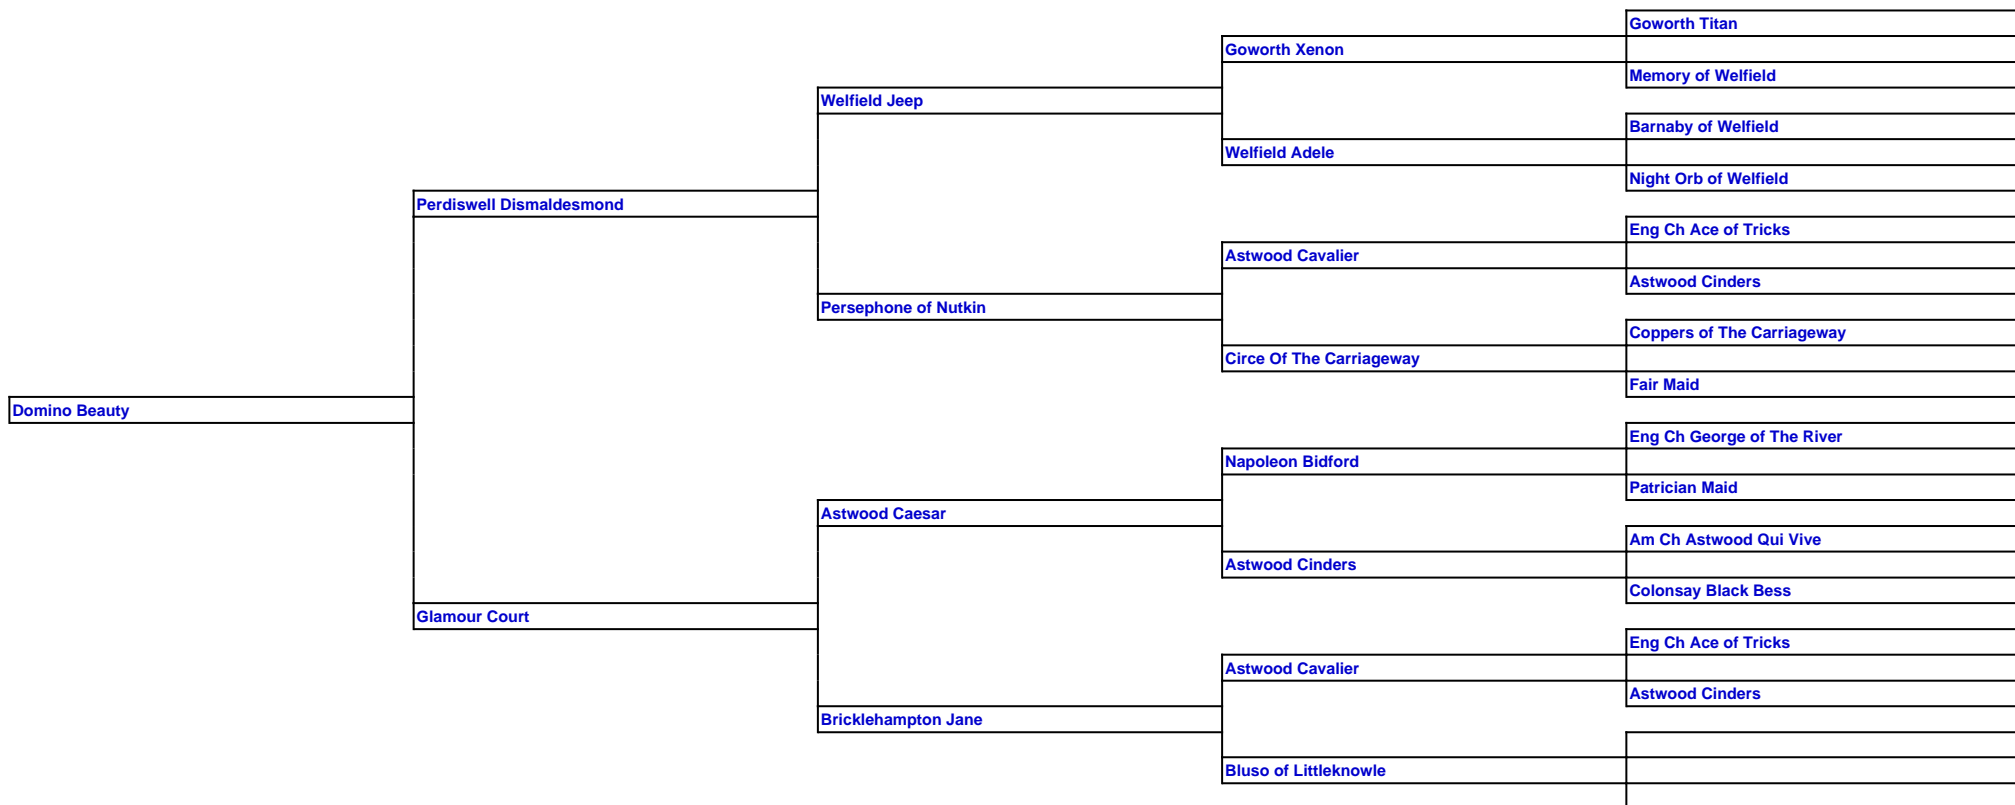 Goworth Titan
Goworth Xenon
Memory of Welfield
Welfield Jeep
Barnaby of Welfield
Welfield Adele
Night Orb of Welfield
Perdiswell Dismaldesmond
Eng Ch Ace of Tricks
Astwood Cavalier
Astwood Cinders
Persephone of Nutkin
Coppers of The Carriageway
Circe Of The Carriageway
Fair Maid
Domino Beauty
Eng Ch George of The River
Napoleon Bidford
Patrician Maid
Astwood Caesar
Am Ch Astwood Qui Vive
Astwood Cinders
Colonsay Black Bess
Glamour Court
Eng Ch Ace of Tricks
Astwood Cavalier
Astwood Cinders
Bricklehampton Jane
Bluso of Littleknowle